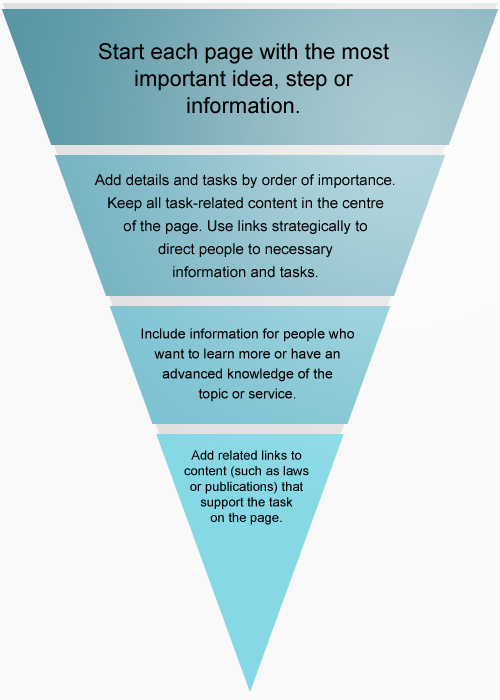 Start each page with the most
important idea, step or
information.
Add details and tasks by order of importance.
Keep all task-related content in the centre
of the page. Use links strategically to
direct people to necessary
information and tasks.
Include information for people who
want to learn more or have an
advanced knowledge of the
topic or service.
Add related links to
content (such as laws
or publications) that
support the task
on the page.